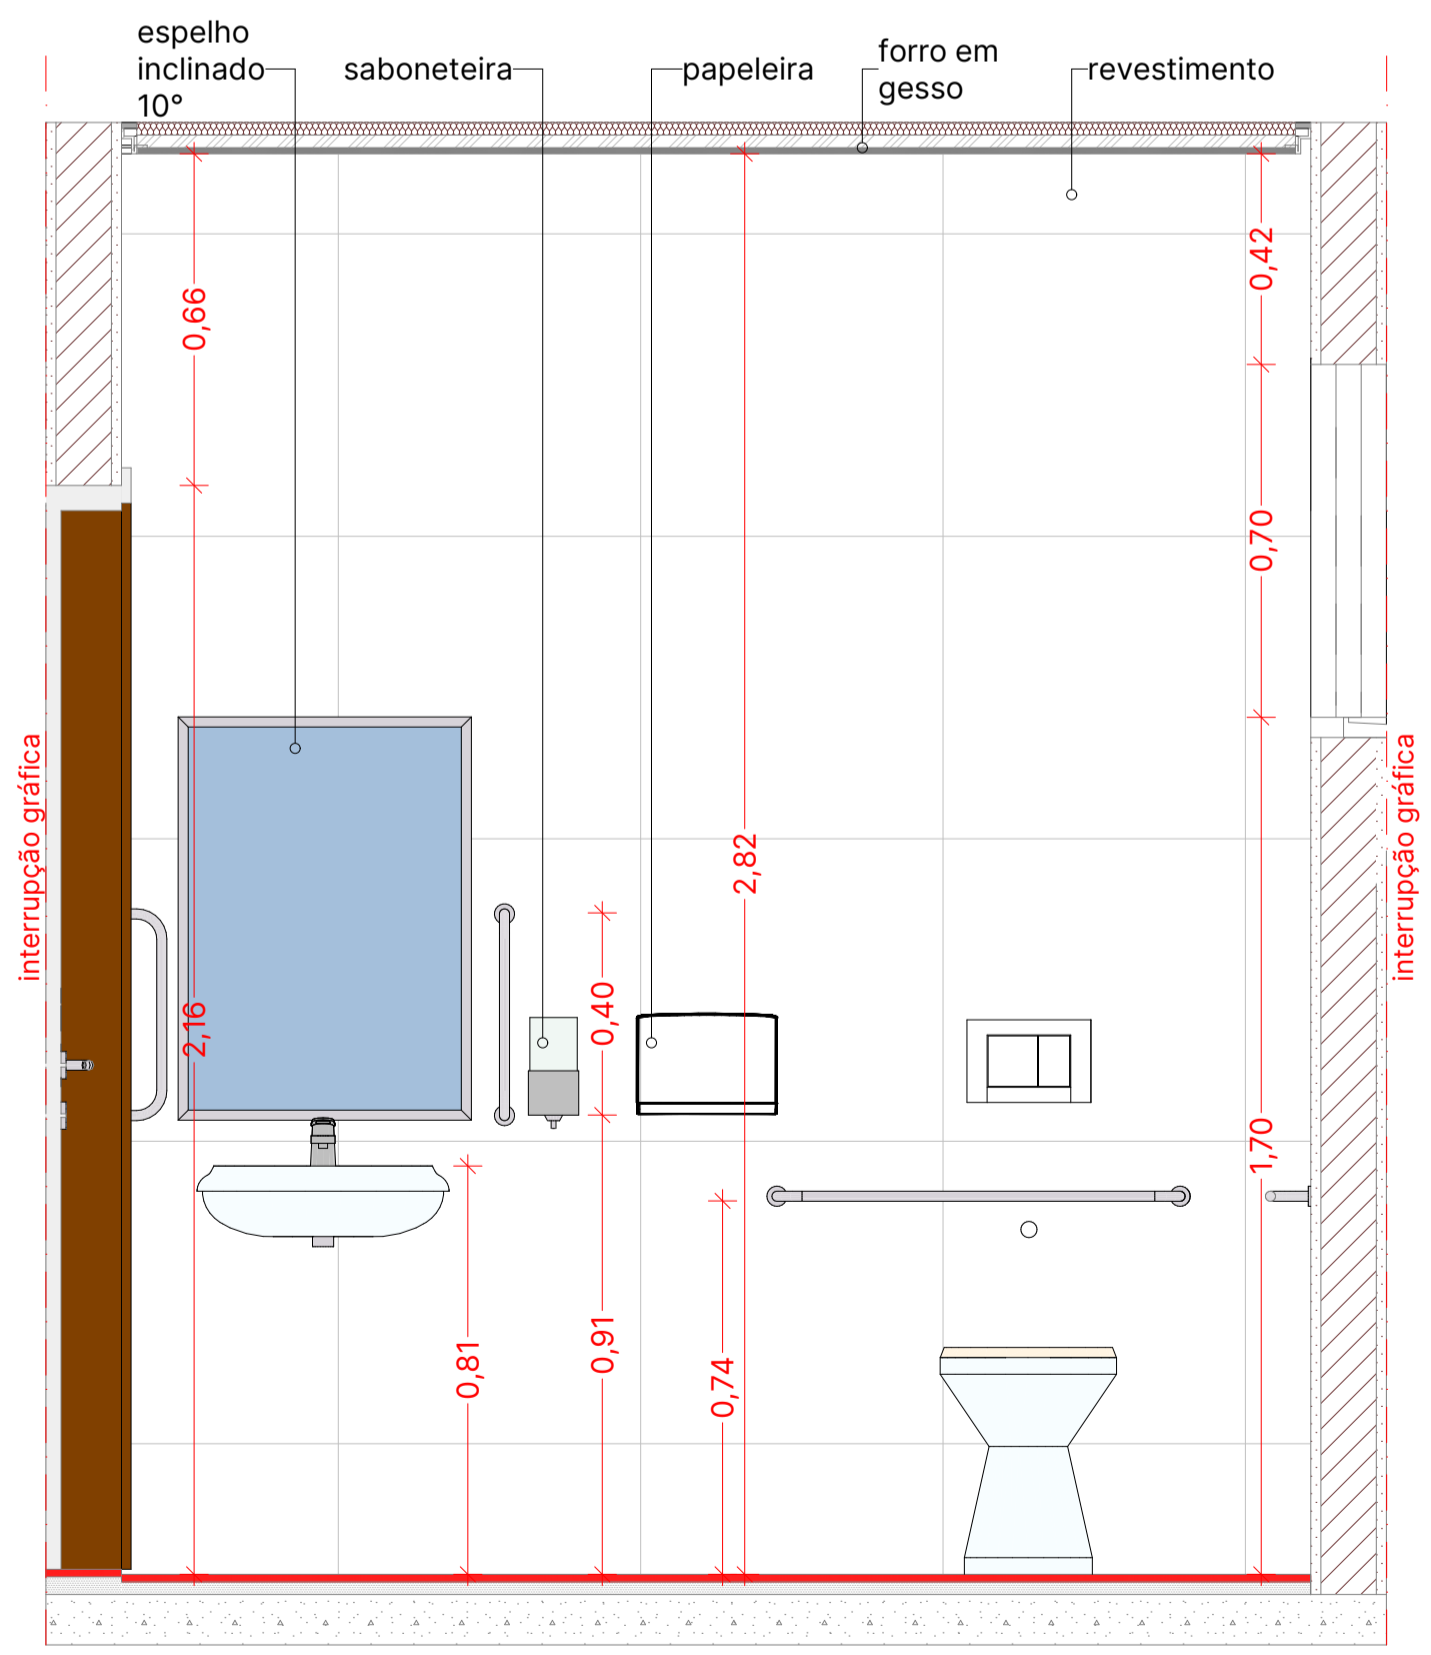 espelho
inclinado
10°
saboneteira
papeleira
forro em
gesso
revestimento
0,66
0,42
0,70
interrupção gráfica
interrupção gráfica
2,82
2,16
0,40
1,70
0,81
0,91
0,74